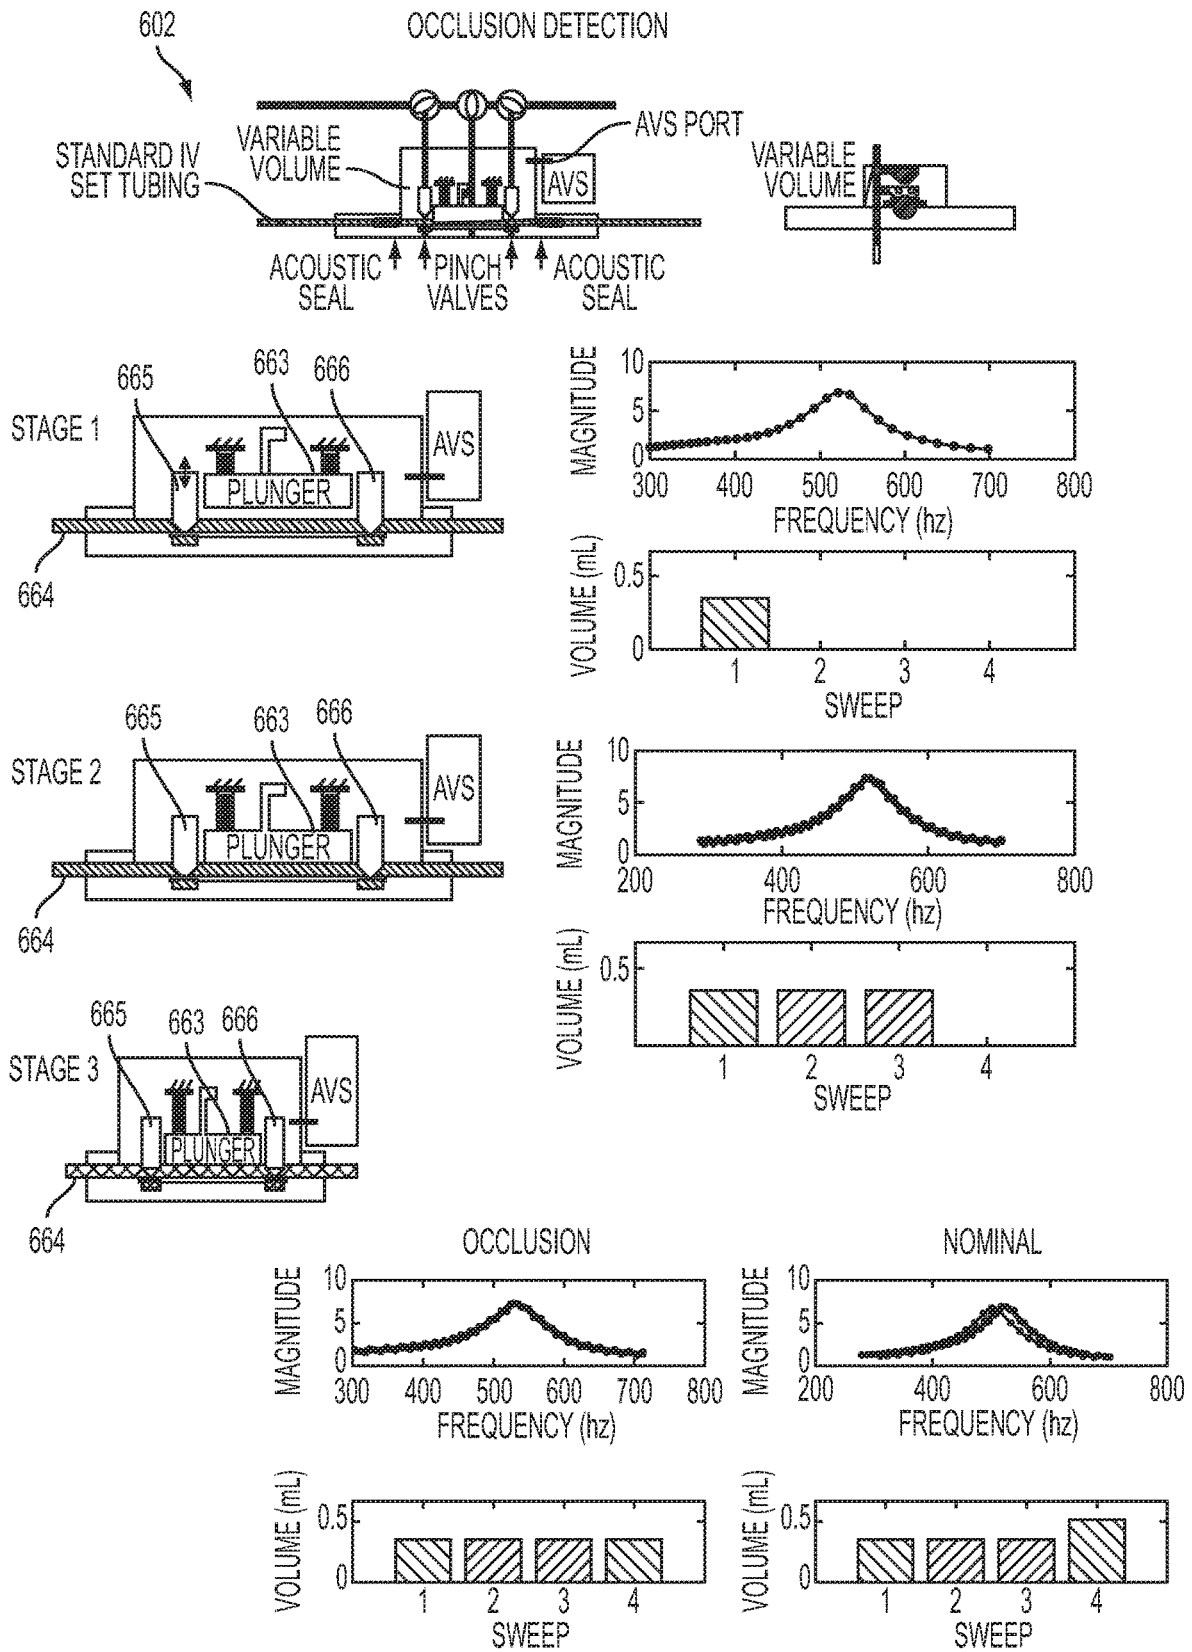 602
OCCLUSION DETECTION
VARIABLE
VOLUME
AVS PORT
STANDARD IV
SET TUBING
AVS
VARIABLE
VOLUME
ACOUSTIC
SEAL
PINCH
VALVES
ACOUSTIC
SEAL
STAGE 1
665
663
666
AVS
PLUNGER
664
MAGNITUDE
10
5
0
300 400 500 600 700 800
FREQUENCY (hz)
VOLUME (mL)
0.5
0
1 2 3 4
SWEEP
STAGE 2
665
663
666
AVS
PLUNGER
664
MAGNITUDE
10
5
0
200 400 600 800
FREQUENCY (hz)
VOLUME (mL)
0.5
1 2 3 4
SWEEP
STAGE 3
665
663
666
AVS
PLUNGER
664
OCCLUSION
MAGNITUDE
10
5
0
300 400 500 600 700 800
FREQUENCY (hz)
VOLUME (mL)
0.5
0
1 2 3 4
SWEEP
NOMINAL
MAGNITUDE
10
5
0
200 400 600 800
FREQUENCY (hz)
VOLUME (mL)
0.5
0
1 2 3 4
SWEEP